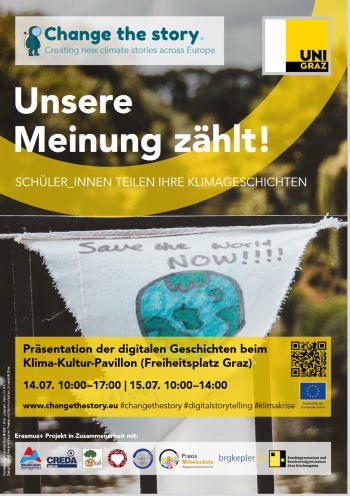 Change the story
Creating new climate stories across Europe
UNI
GRAZ
Unsere
Meinung zählt!
SCHÜLER_INNEN TEILEN IHRE KLIMAGESCHICHTEN
Save the World
NOW!!!!
Präsentation der digitalen Geschichten beim
Klima-Kultur-Pavillon (Freiheitsplatz Graz)
14.07. 10:00–17:00 | 15.07. 10:00–14:00
www.changethestory.eu #changethestory #digitalstorytelling #klimakrise
Erasmus+ Projekt in Zusammenarbeit mit:
CREDA
Praxis
Mittelschule
brgkepler